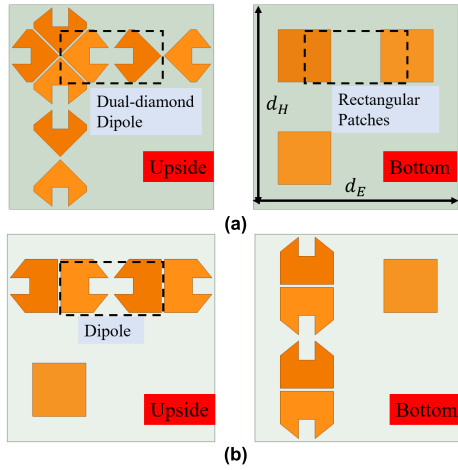 Dual-diamond
Dipole
Upside
d_H
Rectangular
Patches
d_E
Bottom
(a)
Dipole
Upside
Bottom
(b)